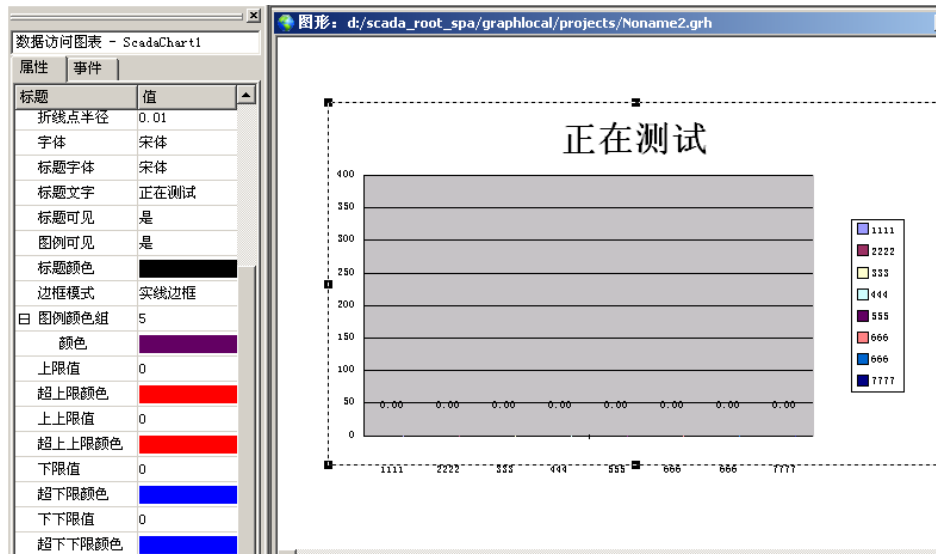 数据访问图表 - ScadaChart1
属性 事件
标题 值
折线点半径 0.01
字体 宋体
标题字体 宋体
标题文字 正在测试
标题可见 是
图例可见 是
标题颜色
边框模式 实线边框
图例颜色组 5
颜色
上限值 0
超上限颜色
上上限值 0
超上上限颜色
下限值 0
超下限颜色
下下限值 0
超下下限颜色
图形: d:/scada_root_spa/graphlocal/projects/Noname2.grh
正在测试
400
350
300
250
200
150
100
50
0
0.00 0.00 0.00 0.00 0.00 0.00 0.00 0.00
1111 2222 333 444 555 666 666 7777
1111
2222
333
444
555
666
666
7777